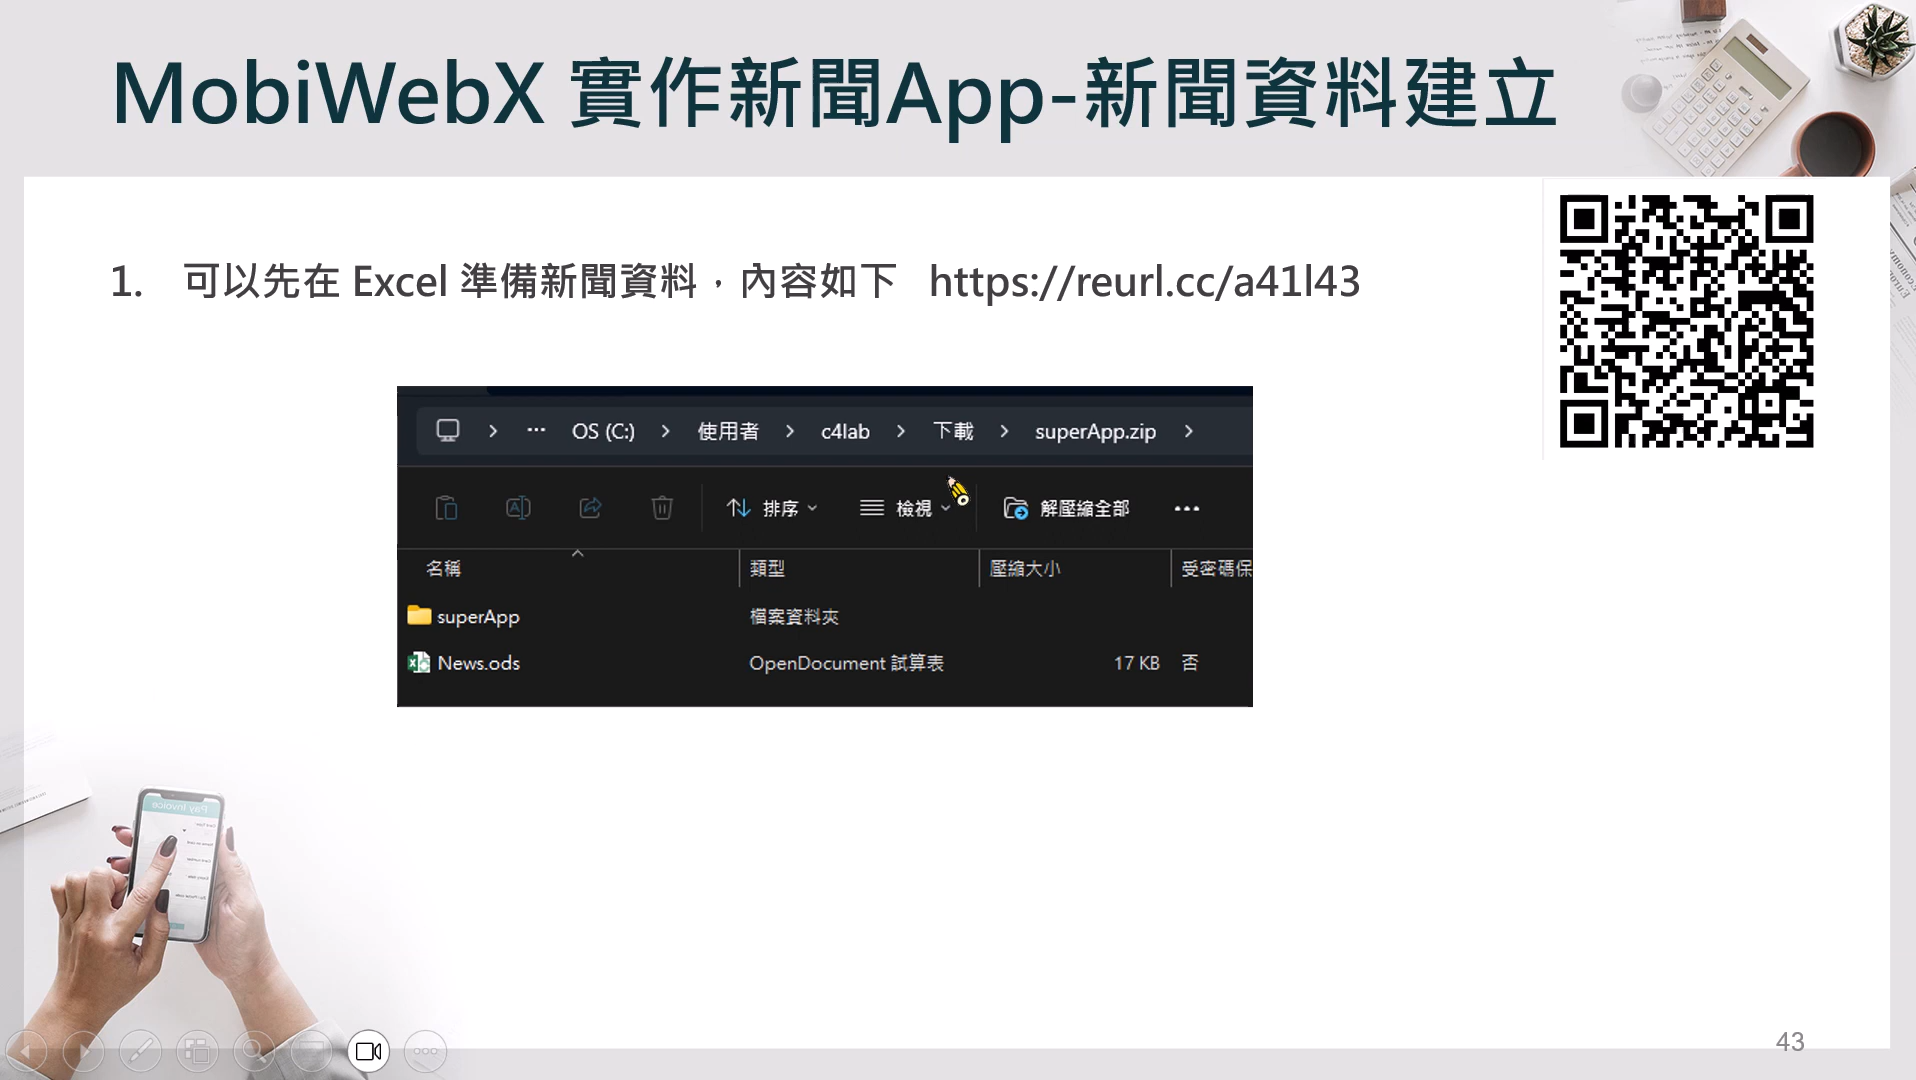 MobiWebX 實作新聞App-新聞資料建立
1. 可以先在 Excel 準備新聞資料，內容如下 https://reurl.cc/a41l43
OS (C:) 使用者 c4lab 下載 superApp.zip
排序 檢視 解壓縮全部
名稱 類型 壓縮大小 受密碼保
superApp 檔案資料夾
News.ods OpenDocument 試算表 17 KB 否
Pay Invoice
43